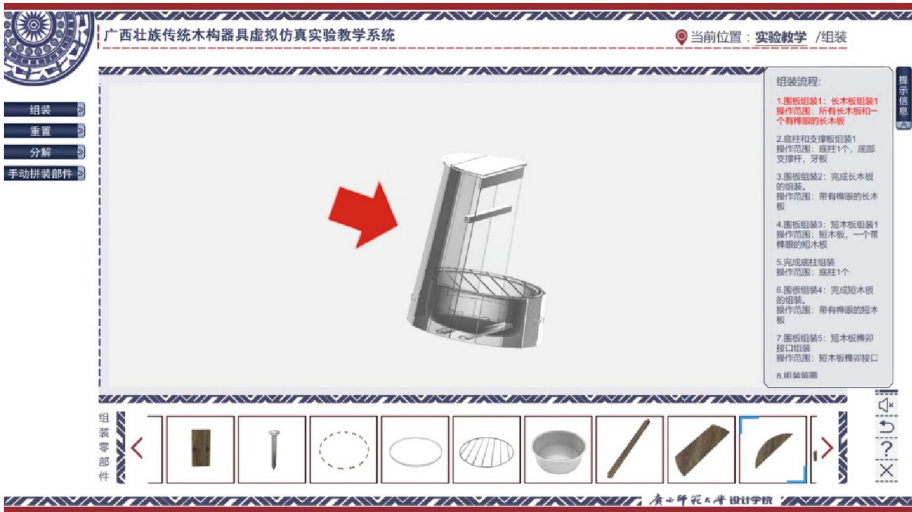 广西壮族传统木构器具虚拟仿真实验教学系统
当前位置：实验教学 /组装
组装
重置
分解
手动拼装部件
提示信息
组装流程:
1.围板组装1：长木板组装1
操作范围：所有长木板和一
个有榫眼的长木板
2.底柱和支撑板组装1
操作范围：底柱1个，底部
支撑杆，牙板
3.围板组装2：完成长木板
的组装。
操作范围：带有榫眼的长木
板
4.围板组装3：短木板组装1
操作范围：短木板，一个带
榫眼的短木板
5.完成底柱组装
操作范围：底柱1个
6.围板组装4：完成短木板
的组装。
操作范围：带有榫眼的短木
板
7.围板组装5：短木板榫卯
接口组装
操作范围：短木板榫卯接口
8.组装箍圈
组装零部件
?
广西师范大学 设计学院